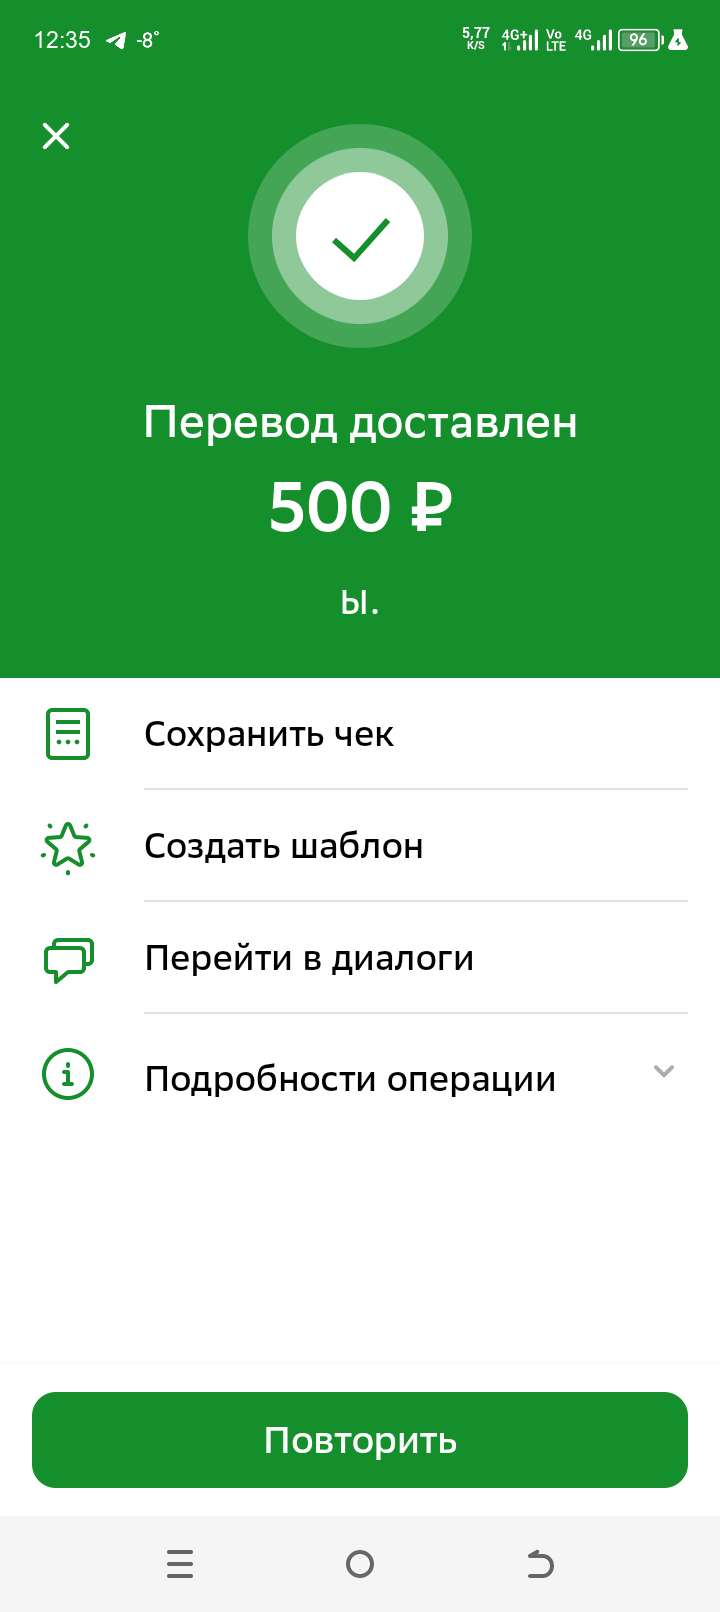 12:35 -8° 5,77 K/S 4G+ Vo LTE 4G 96
Перевод доставлен
500 ₽
Ы.
Сохранить чек
Создать шаблон
Перейти в диалоги
Подробности операции
Повторить